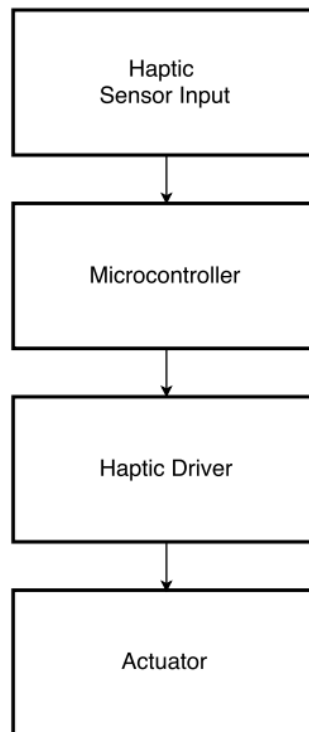 Haptic
Sensor Input
Microcontroller
Haptic Driver
Actuator